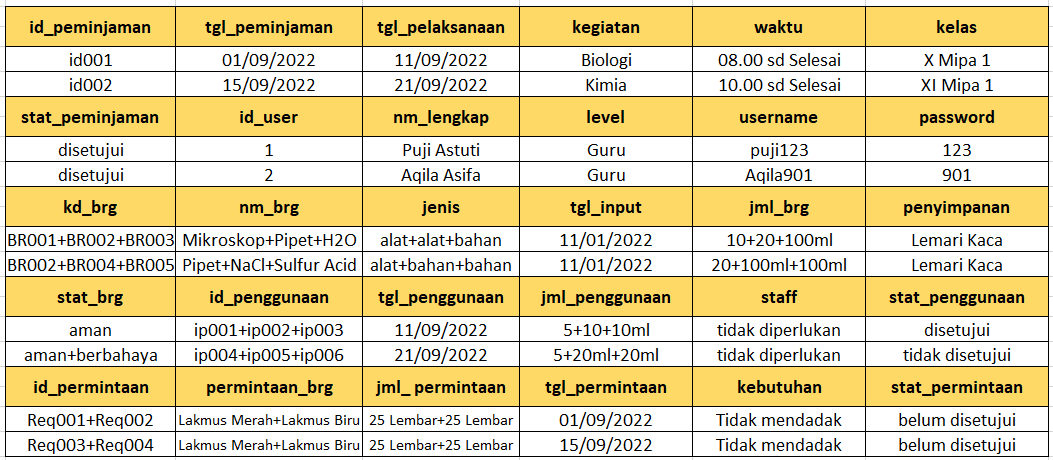 id_peminjaman tgl_peminjaman tgl_pelaksanaan kegiatan waktu kelas
id001 01/09/2022 11/09/2022 Biologi 08.00 sd Selesai X Mipa 1
id002 15/09/2022 21/09/2022 Kimia 10.00 sd Selesai XI Mipa 1
stat_peminjaman id_user nm_lengkap level username password
disetujui 1 Puji Astuti Guru puji123 123
disetujui 2 Aqila Asifa Guru Aqila901 901
kd_brg nm_brg jenis tgl_input jml_brg penyimpanan
BR001+BR002+BR003 Mikroskop+Pipet+H2O alat+alat+bahan 11/01/2022 10+20+100ml Lemari Kaca
BR002+BR004+BR005 Pipet+NaCl+Sulfur Acid alat+bahan+bahan 11/01/2022 20+100ml+100ml Lemari Kaca
stat_brg id_penggunaan tgl_penggunaan jml_penggunaan staff stat_penggunaan
aman ip001+ip002+ip003 11/09/2022 5+10+10ml tidak diperlukan disetujui
aman+berbahaya ip004+ip005+ip006 21/09/2022 5+20ml+20ml tidak diperlukan tidak disetujui
id_permintaan permintaan_brg jml_ permintaan tgl_permintaan kebutuhan stat_permintaan
Req001+Req002 Lakmus Merah+Lakmus Biru 25 Lembar+25 Lembar 01/09/2022 Tidak mendadak belum disetujui
Req003+Req004 Lakmus Merah+Lakmus Biru 25 Lembar+25 Lembar 15/09/2022 Tidak mendadak belum disetujui